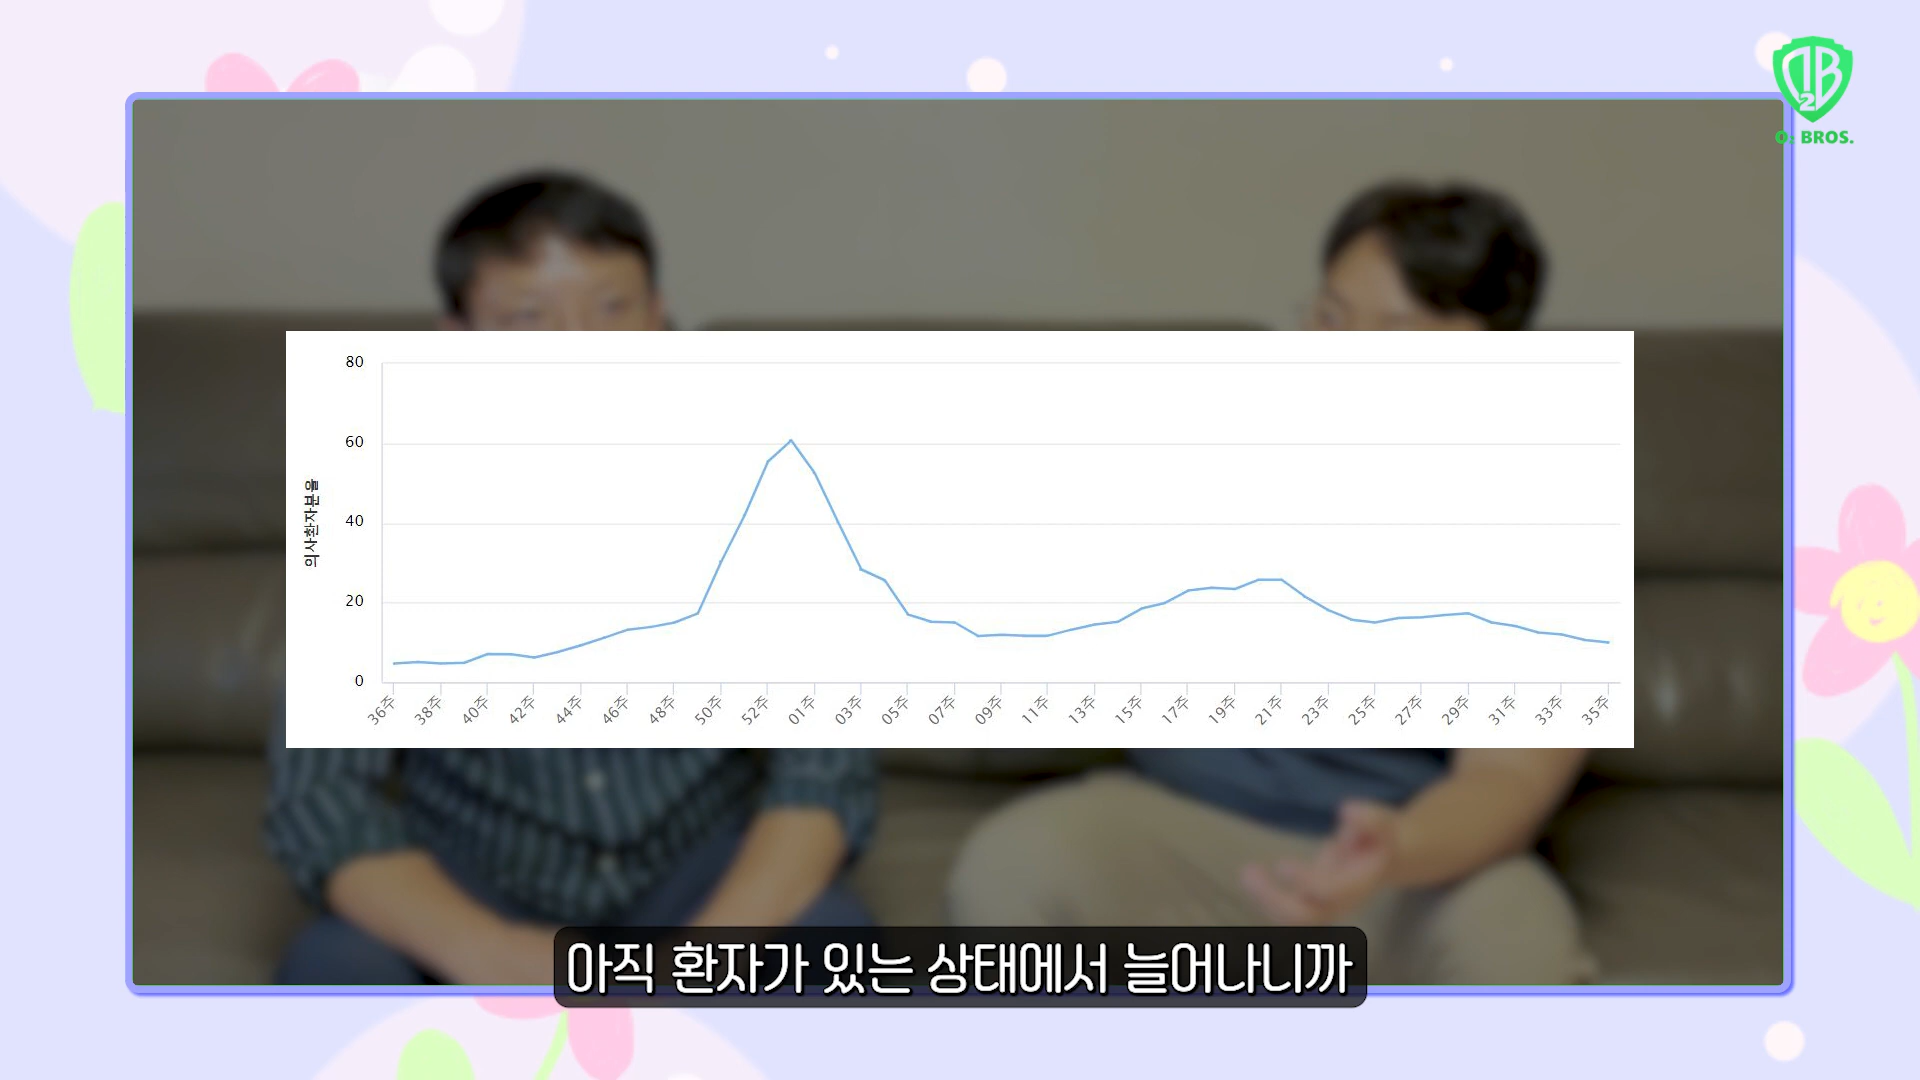 O2 BROS.
80
60
40
20
0
의사환자분율
36주 38주 40주 42주 44주 46주 48주 50주 52주 01주 03주 05주 07주 09주 11주 13주 15주 17주 19주 21주 23주 25주 27주 29주 31주 33주 35주
아직 환자가 있는 상태에서 늘어나니까